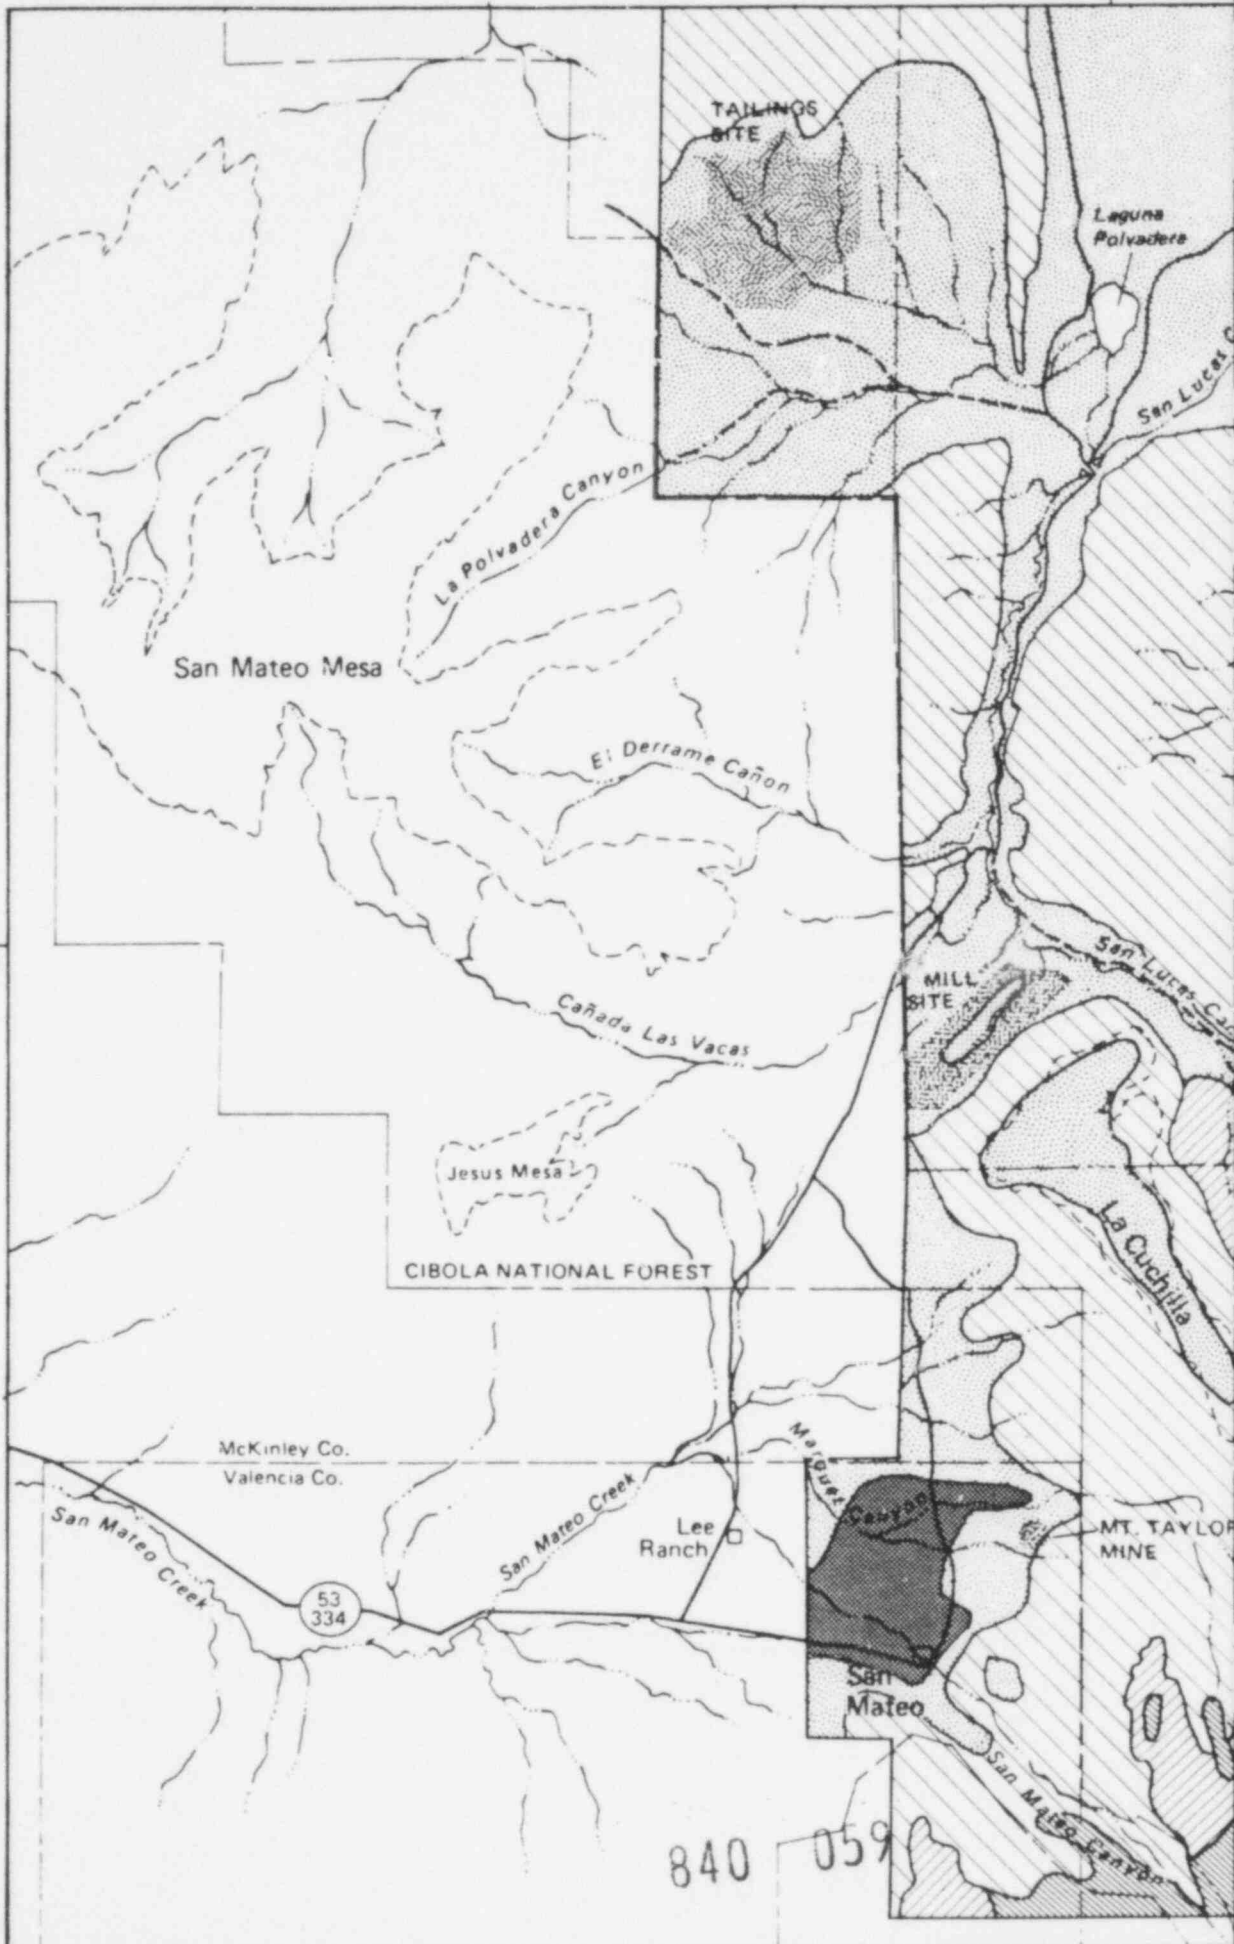 TAILINGS
SITE
Laguna
Polvadera
San Lucas
La Polvadera Canyon
San Mateo Mesa
El Derrame Cañon
San Lucas
MILL
SITE
Cañada Las Vacas
Jesus Mesa
La Cuchilla
CIBOLA NATIONAL FOREST
McKinley Co.
Valencia Co.
Marquez Canyon
San Mateo Creek
San Mateo Creek
Lee
Ranch
MT. TAYLOR
MINE
53
334
San
Mateo
San Mateo Canyon
840 059